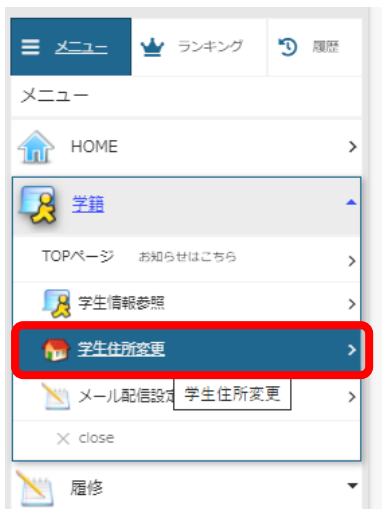 メニュー ランキング 履歴
メニュー
HOME
学籍
TOPページ お知らせはこちら
学生情報参照
学生住所変更
メール配信設定
学生住所変更
close
履修